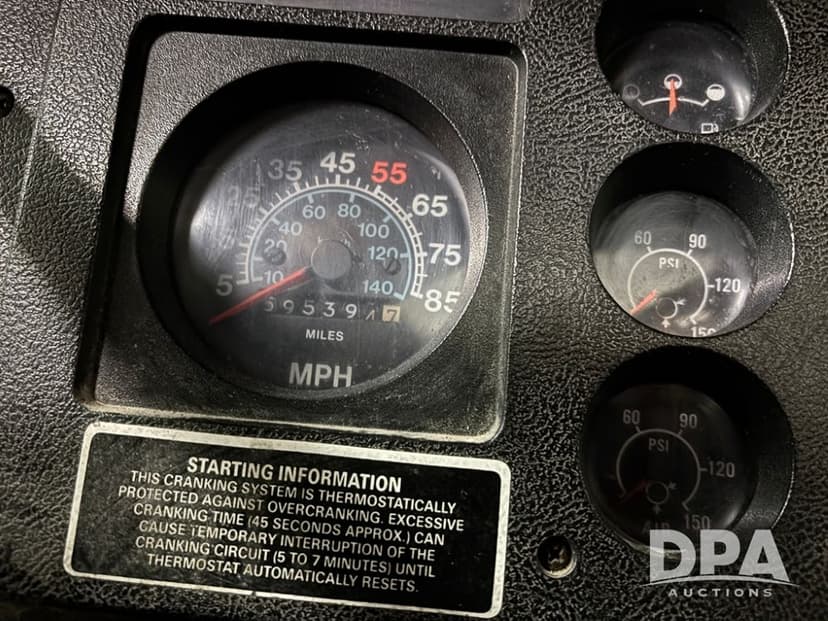 5 15 25 35 45 55 65 75 85
10 20 40 60 80 100 120 140
MILES
MPH
60 90
PSI
120
150
60 90
PSI
120
150
AIR
STARTING INFORMATION
THIS CRANKING SYSTEM IS THERMOSTATICALLY
PROTECTED AGAINST OVERCRANKING. EXCESSIVE
CRANKING TIME (45 SECONDS APPROX.) CAN
CAUSE TEMPORARY INTERRUPTION OF THE
CRANKING CIRCUIT (5 TO 7 MINUTES) UNTIL
THERMOSTAT AUTOMATICALLY RESETS.
DPA
AUCTIONS